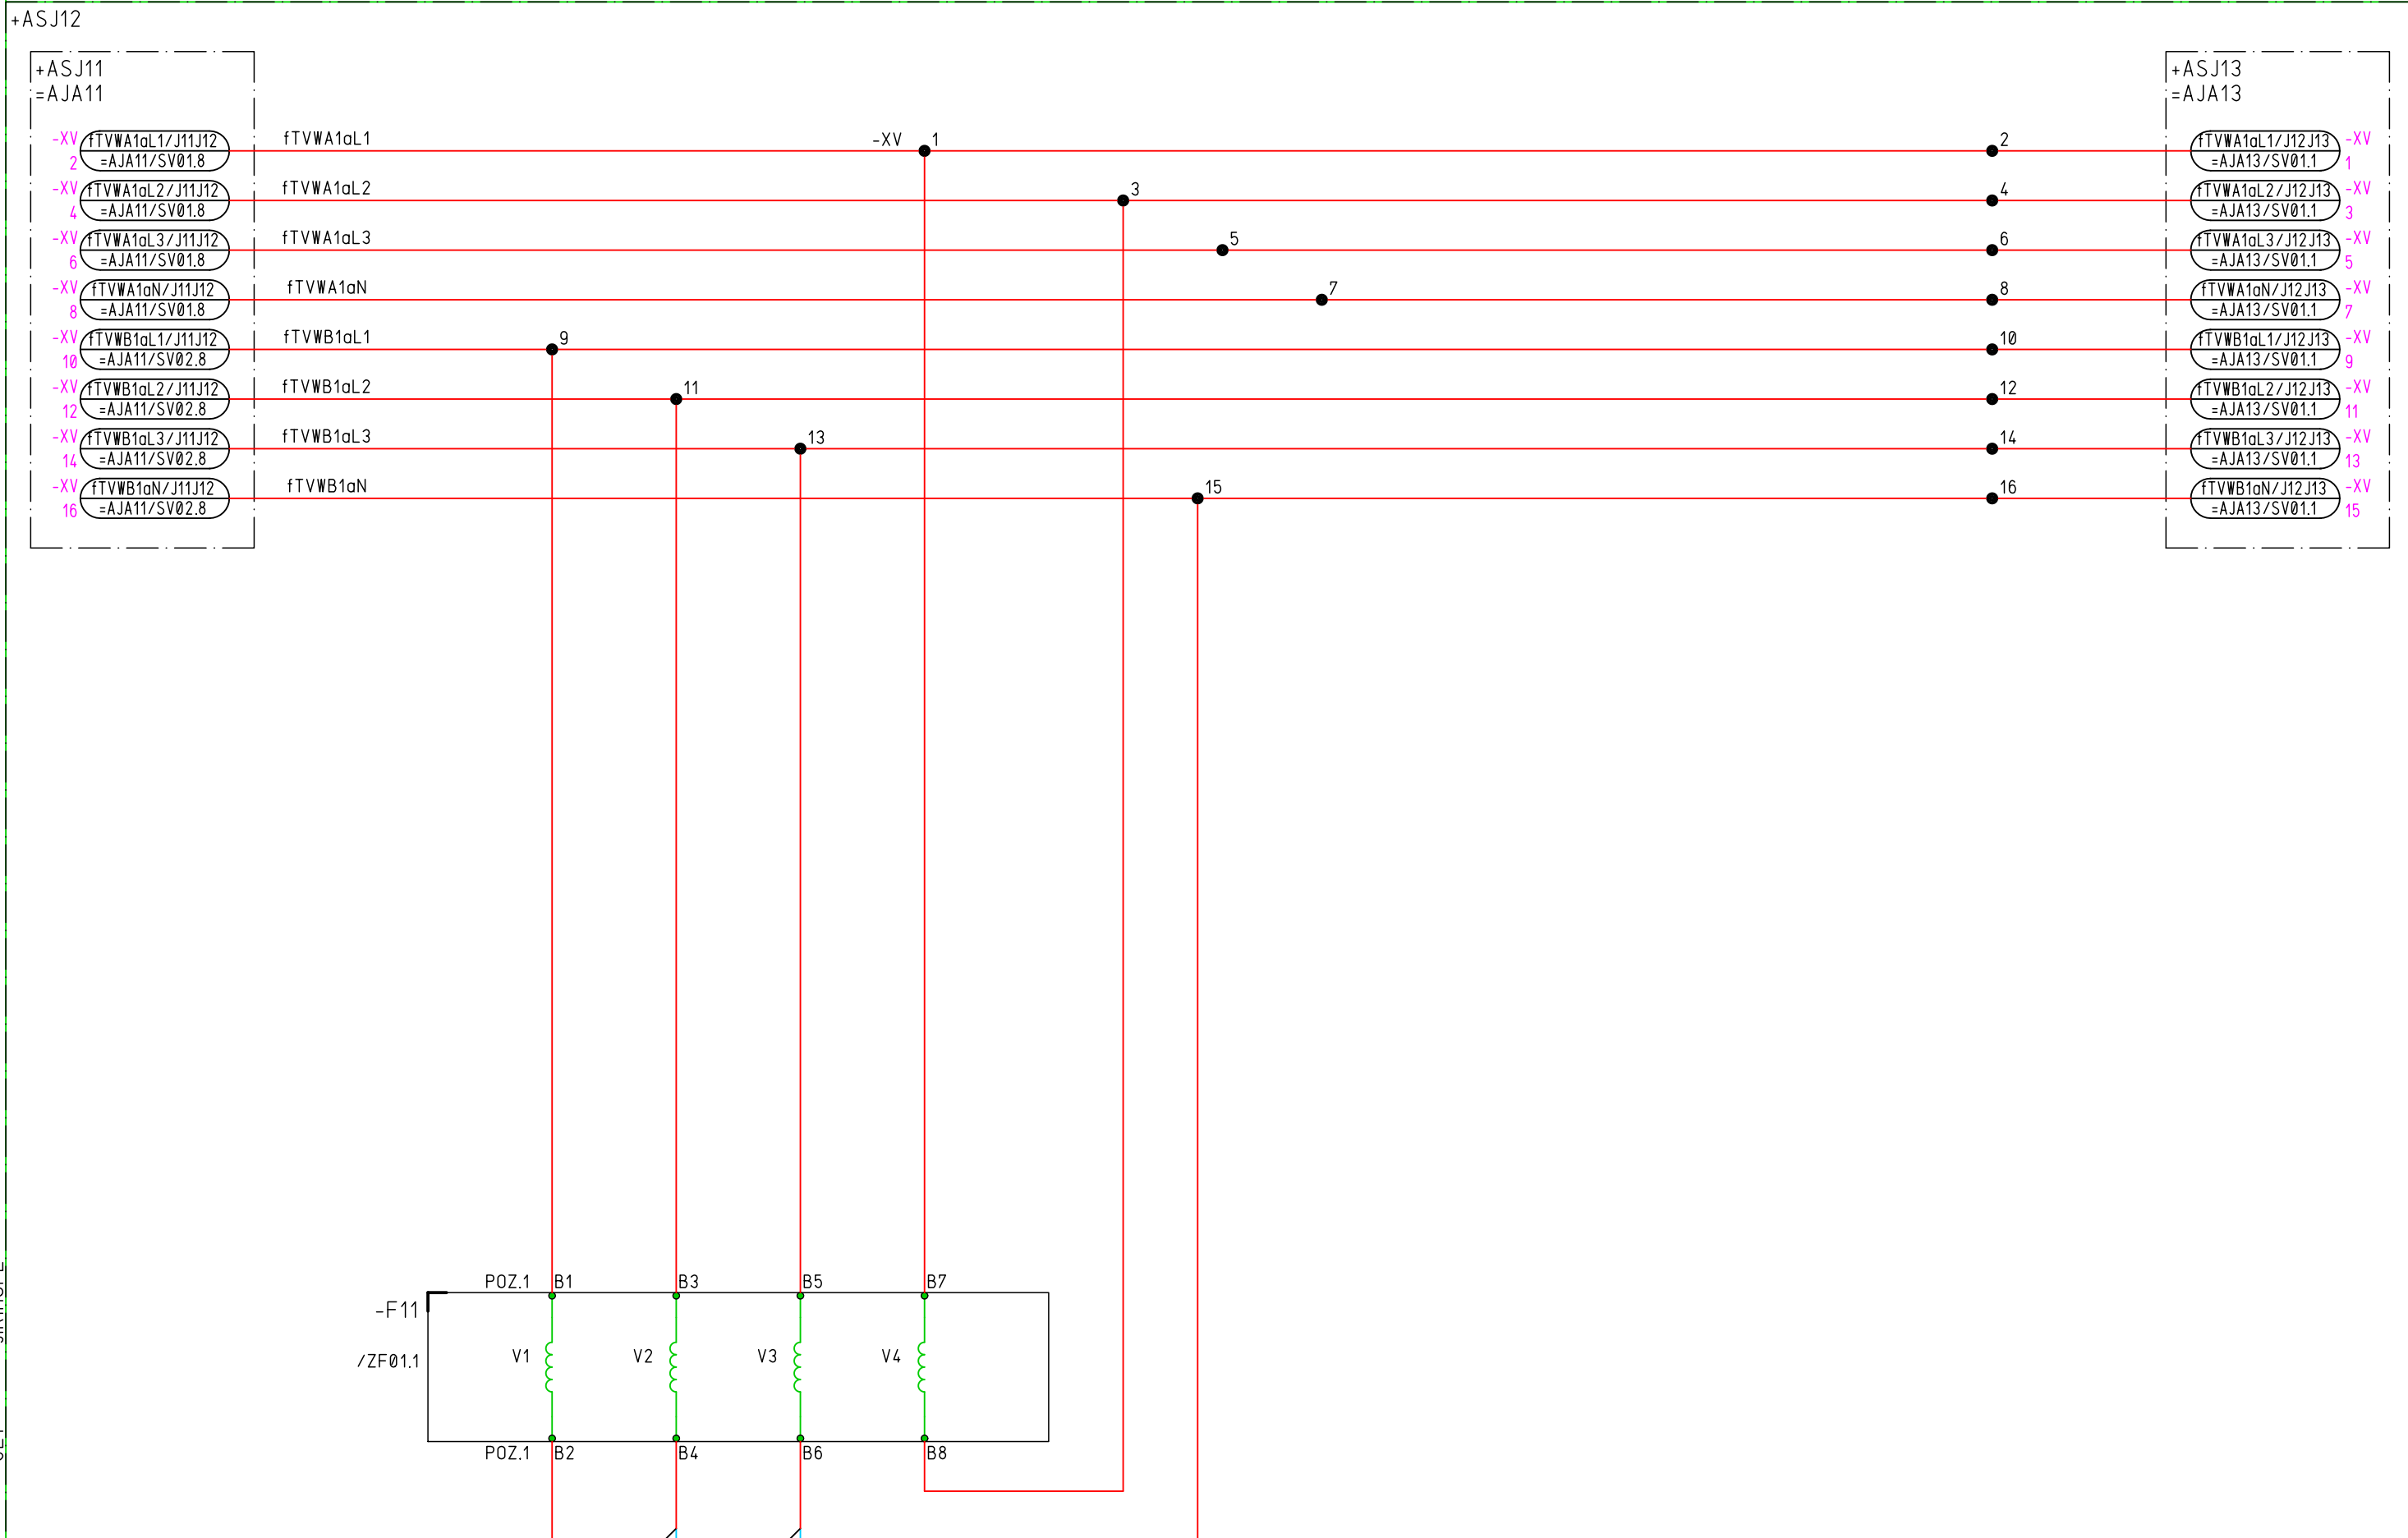 +ASJ12
+ASJ11
=AJA11
+ASJ13
=AJA13
-XV fTVWA1aL1/J11J12 fTVWA1aL1 -XV 1 2 fTVWA1aL1/J12J13 -XV
2 =AJA11/SV01.8 =AJA13/SV01.1 1
-XV fTVWA1aL2/J11J12 fTVWA1aL2 3 4 fTVWA1aL2/J12J13 -XV
4 =AJA11/SV01.8 =AJA13/SV01.1 3
-XV fTVWA1aL3/J11J12 fTVWA1aL3 5 6 fTVWA1aL3/J12J13 -XV
6 =AJA11/SV01.8 =AJA13/SV01.1 5
-XV fTVWA1aN/J11J12 fTVWA1aN 7 8 fTVWA1aN/J12J13 -XV
8 =AJA11/SV01.8 =AJA13/SV01.1 7
-XV fTVWB1aL1/J11J12 fTVWB1aL1 9 10 fTVWB1aL1/J12J13 -XV
10 =AJA11/SV02.8 =AJA13/SV01.1 9
-XV fTVWB1aL2/J11J12 fTVWB1aL2 11 12 fTVWB1aL2/J12J13 -XV
12 =AJA11/SV02.8 =AJA13/SV01.1 11
-XV fTVWB1aL3/J11J12 fTVWB1aL3 13 14 fTVWB1aL3/J12J13 -XV
14 =AJA11/SV02.8 =AJA13/SV01.1 13
-XV fTVWB1aN/J11J12 fTVWB1aN 15 16 fTVWB1aN/J12J13 -XV
16 =AJA11/SV02.8 =AJA13/SV01.1 15
POZ.1 B1 B3 B5 B7
-F11
/ZF01.1 V1 V2 V3 V4
POZ.1 B2 B4 B6 B8